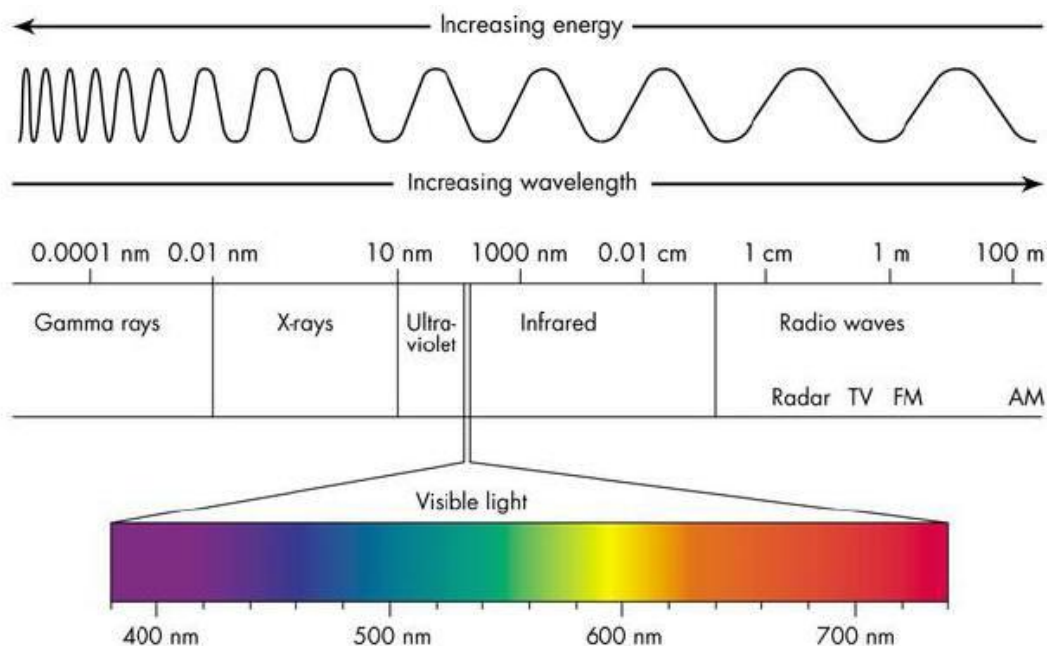 Increasing energy
Increasing wavelength
0.0001 nm 0.01 nm 10 nm 1000 nm 0.01 cm 1 cm 1 m 100 m
Gamma rays X-rays Ultra- Infrared Radio waves
violet
Radar TV FM AM
Visible light
400 nm 500 nm 600 nm 700 nm